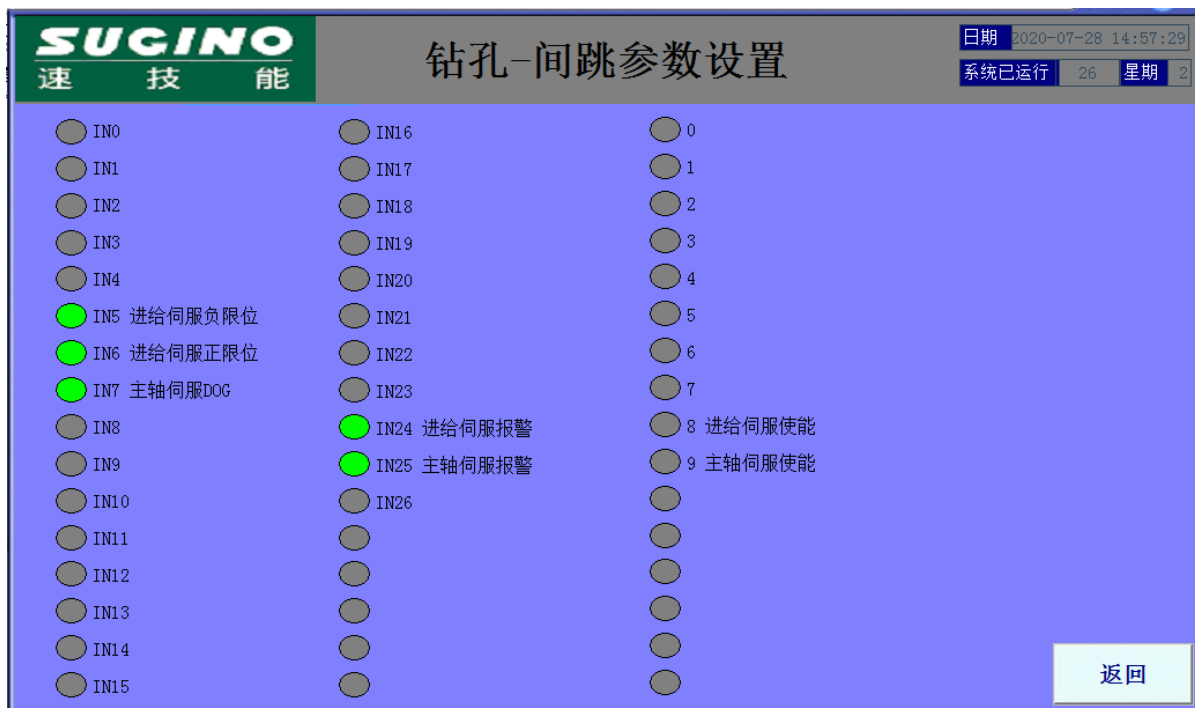 SUGINO
速 技 能
钻孔-间跳参数设置
日期 2020-07-28 14:57:29
系统已运行 26 星期 2
IN0
IN1
IN2
IN3
IN4
IN5 进给伺服负限位
IN6 进给伺服正限位
IN7 主轴伺服DOG
IN8
IN9
IN10
IN11
IN12
IN13
IN14
IN15
IN16
IN17
IN18
IN19
IN20
IN21
IN22
IN23
IN24 进给伺服报警
IN25 主轴伺服报警
IN26
0
1
2
3
4
5
6
7
8 进给伺服使能
9 主轴伺服使能
返回